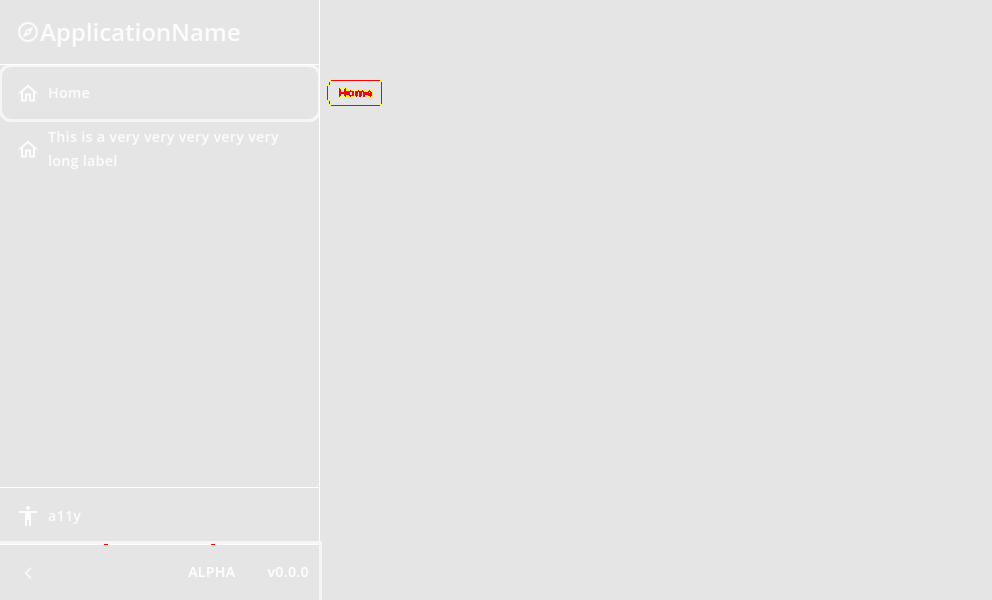 ApplicationName
Home
Home
This is a very very very very very
long label
a11y
ALPHA v0.0.0